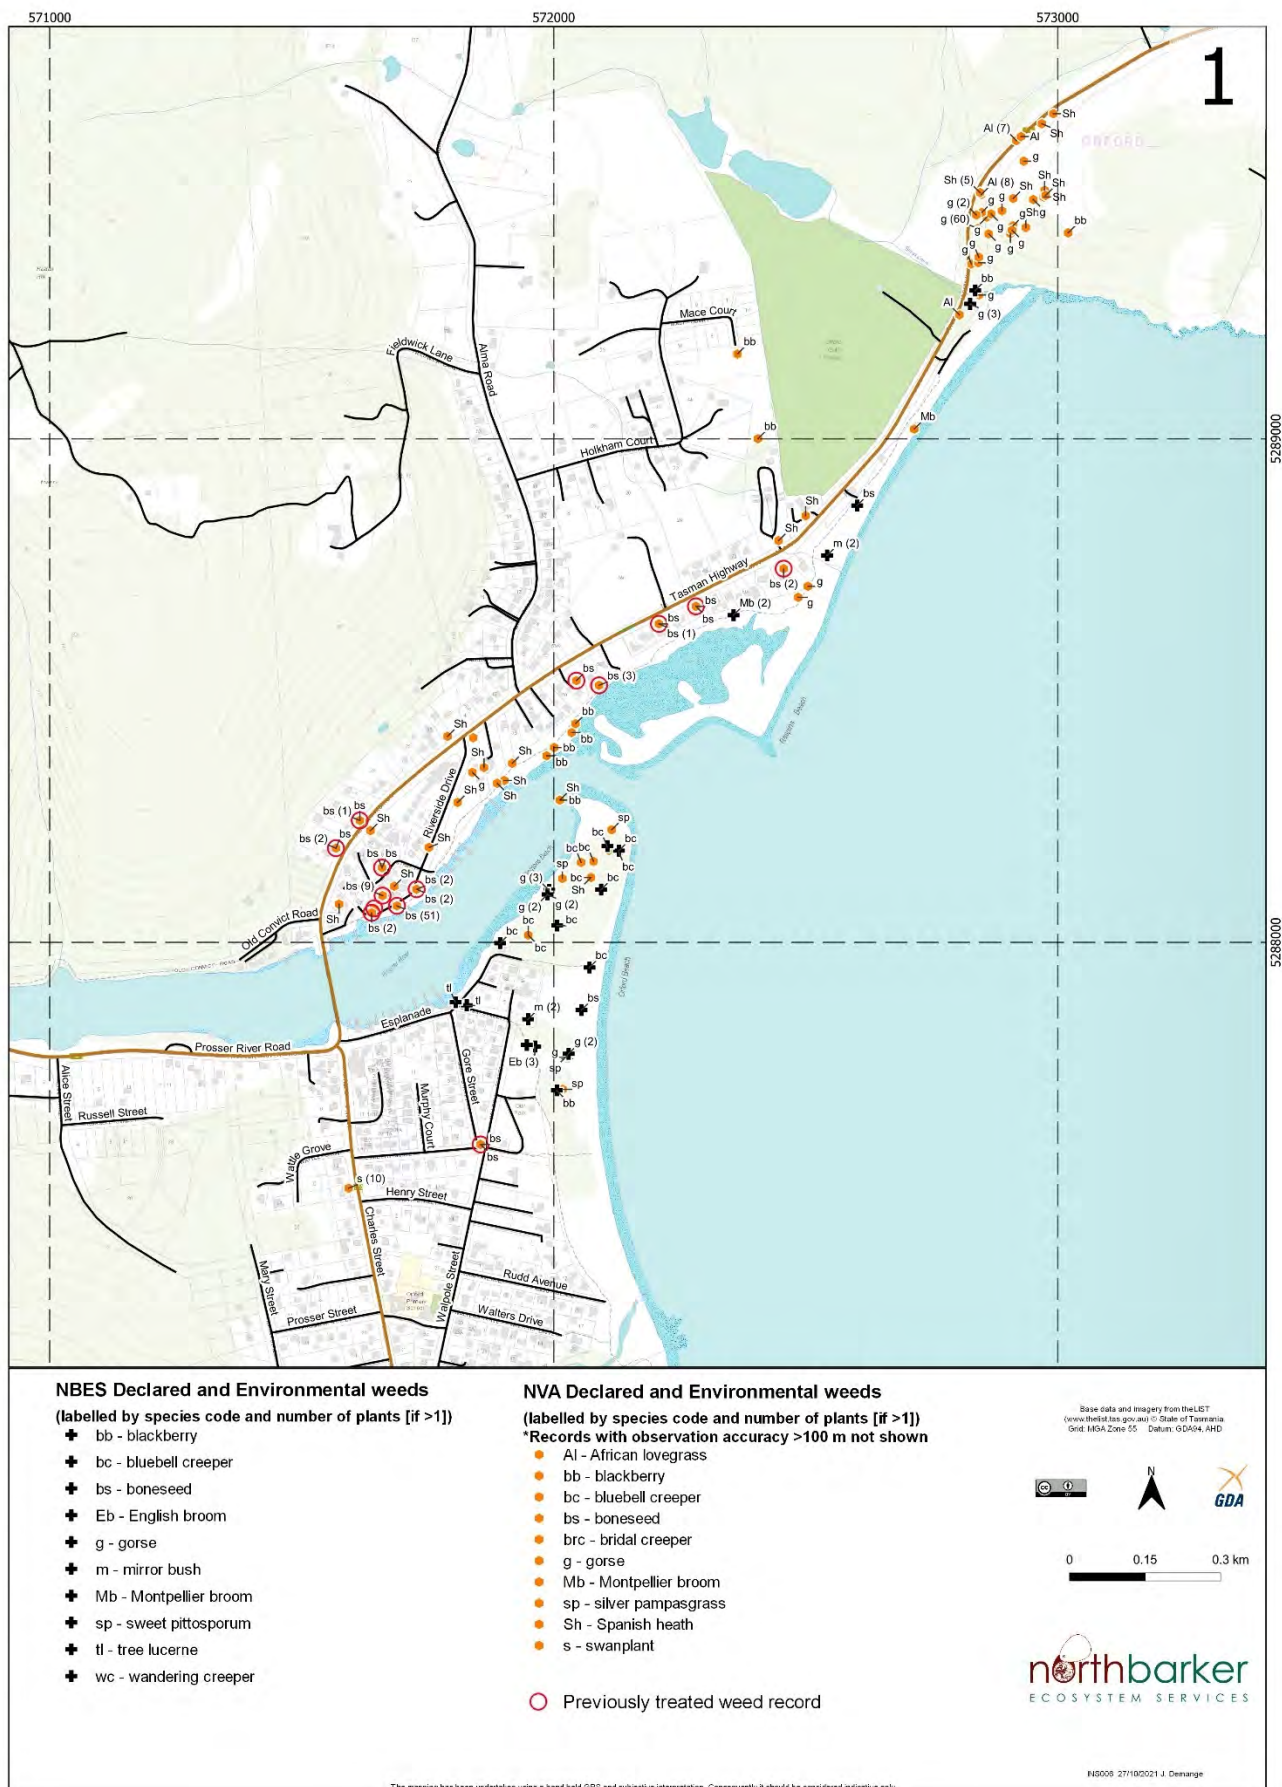 571000
572000
573000
1
Sh
Al (7)
Al
Sh
ORFORD
g
Sh (5)
Al (8)
Sh
Sh
Sh
Sh
g (2)
g
g
g (60)
g
gShg
bb
g
g
g
g
g
bb
g
Al
g (3)
Mace Court
bb
Fieldwick Lane
Alma Road
Mb
5289000
bb
Holkham Court
bs
Sh
Sh
m (2)
Tasman Highway
bs (2)
g
g
bs
bs
Mb (2)
bs
bs (1)
bs
bs (3)
bb
bb
Sh
bb
bb
Sh
Sh
g
Sh
Sh
Sh
Riverside Drive
Sh
bb
sp
bs (1)
bs
Sh
bs (2)
bs
Sh
bc
bc
bc
bs
bs
bcbc
sp
bs (9)
Sh
bs (2)
bs (2)
g (3)
bc
Sh
bc
g (2)
g (2)
Sh
bs (51)
bs (2)
Old Convict Road
bc
bc
bc
bc
5288000
bc
Orford Beach
tl
tl
bs
m (2)
Esplanade
Prosser River Road
g (2)
g
Eb (3)
sp
sp
bb
Alice Street
Gore Street
Murphy Court
Russell Street
bs
bs
Wattle Grove
s (10)
Henry Street
Charles Street
Mary Street
Walpole Street
Rudd Avenue
Prosser Street
Walters Drive
NBES Declared and Environmental weeds
(labelled by species code and number of plants [if >1])
bb - blackberry
bc - bluebell creeper
bs - boneseed
Eb - English broom
g - gorse
m - mirror bush
Mb - Montpellier broom
sp - sweet pittosporum
tl - tree lucerne
wc - wandering creeper
NVA Declared and Environmental weeds
(labelled by species code and number of plants [if >1])
*Records with observation accuracy >100 m not shown
Al - African lovegrass
bb - blackberry
bc - bluebell creeper
bs - boneseed
brc - bridal creeper
g - gorse
Mb - Montpellier broom
sp - silver pampasgrass
Sh - Spanish heath
s - swanplant
Previously treated weed record
Base data and imagery from theLIST
(www.thelist.tas.gov.au) © State of Tasmania
Grid: MGA Zone 55 Datum: GDA94, AHD
cc
BY
N
GDA
0 0.15 0.3 km
northbarker
ECOSYSTEM SERVICES
INS006 27/10/2021 J. Demange